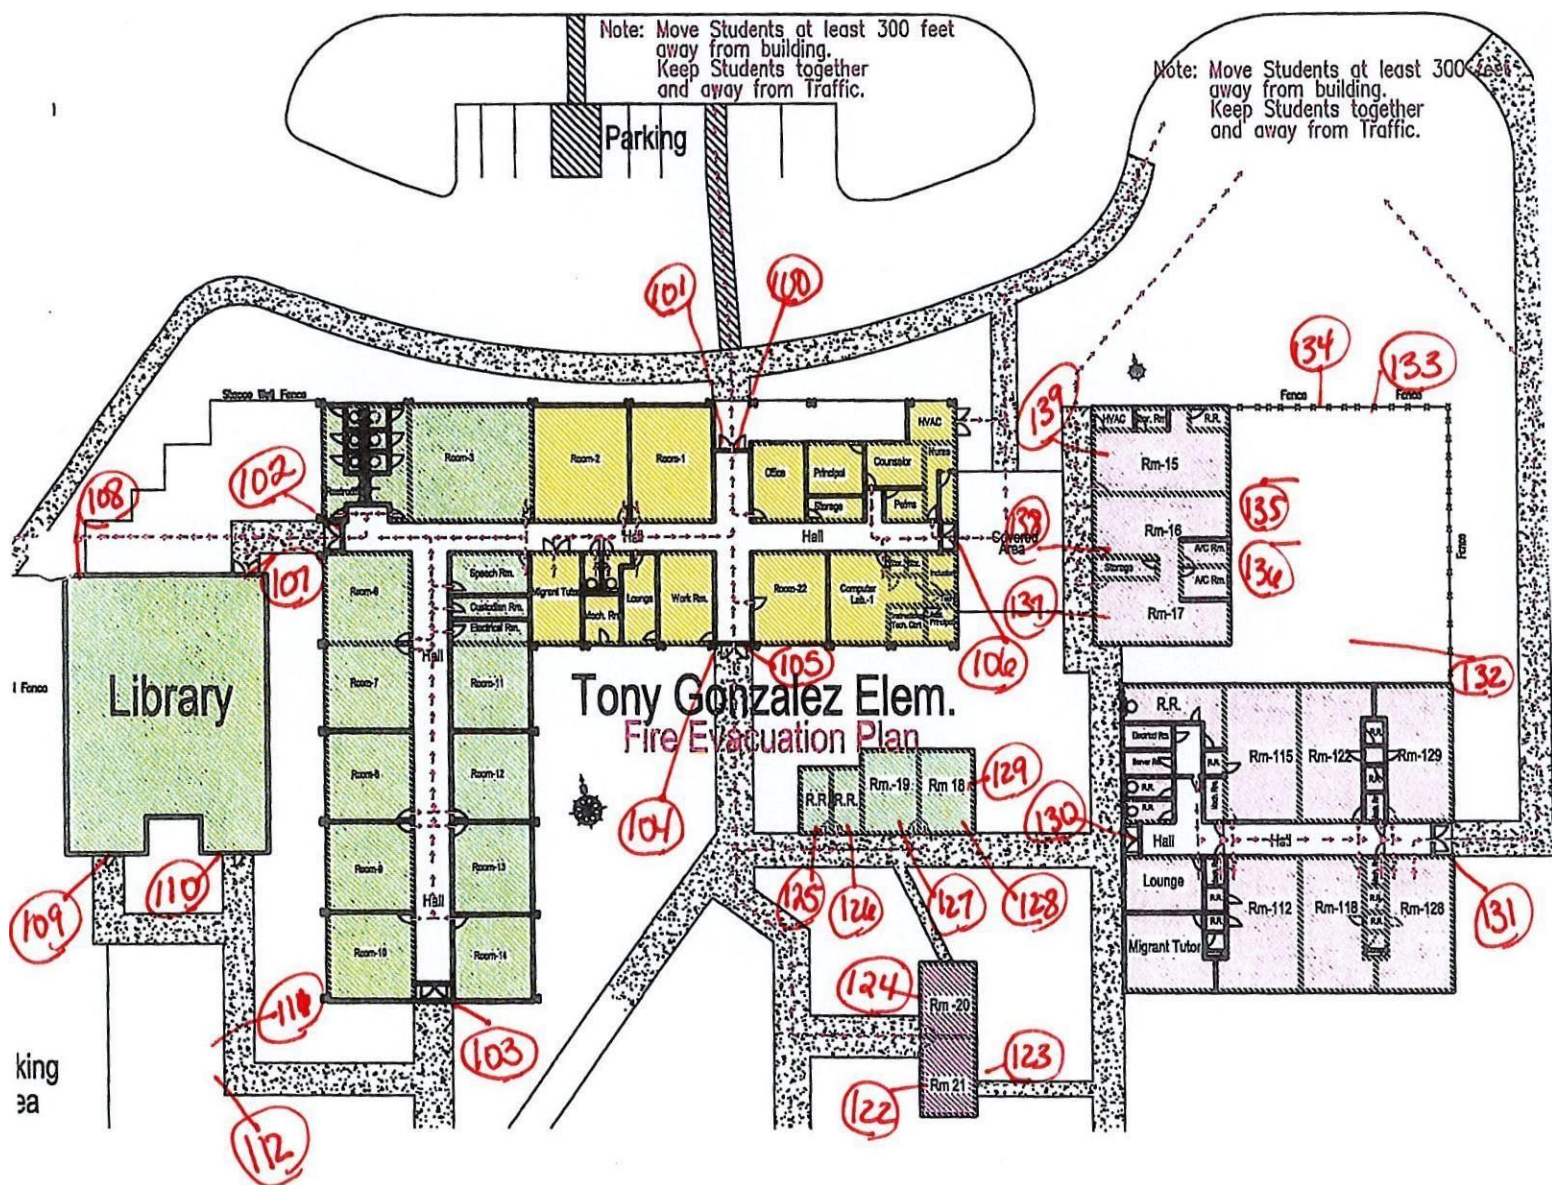 Note: Move Students at least 300 feet
away from building.
Keep Students together
and away from Traffic.
Note: Move Students at least 300 feet
away from building.
Keep Students together
and away from Traffic.
Parking
101
100
134
133
Fence
Fence
139
HVAC
R.R.
Rm-15
Fence
HVAC
Room-3
Room-2
Room-1
Office
Principal
Counselor
Nurse
Storage
108
102
138
Rm-16
135
Hall
Hall
Covered
Area
Storage
A/C Rm.
136
Fence
107
Room-6
Speech Rm.
Migrant Tutor
Lounge
Work Rm.
Room-22
Computer
Lab.-1
137
A/C Rm.
Rm-17
Custodian Rm.
Electrical Rm.
Mech. Rm
Principal
105
106
132
Hall
Fence
Library
Room-7
Room-11
Tony Gonzalez Elem.
Fire Evacuation Plan
R.R.
Room-8
Room-12
R.R.
R.R.
Rm.-19
Rm 18
129
Rm-115
Rm-122
Rm-129
R.R.
R.R.
R.R.
R.R.
104
130
Hall
Hall
109
110
Room-9
Room-13
125
126
127
128
Lounge
131
Hall
Rm-112
Rm-118
Rm-128
Room-10
Room-14
Migrant Tutor
124
Rm -20
111
103
123
king
ea
Rm 21
122
112